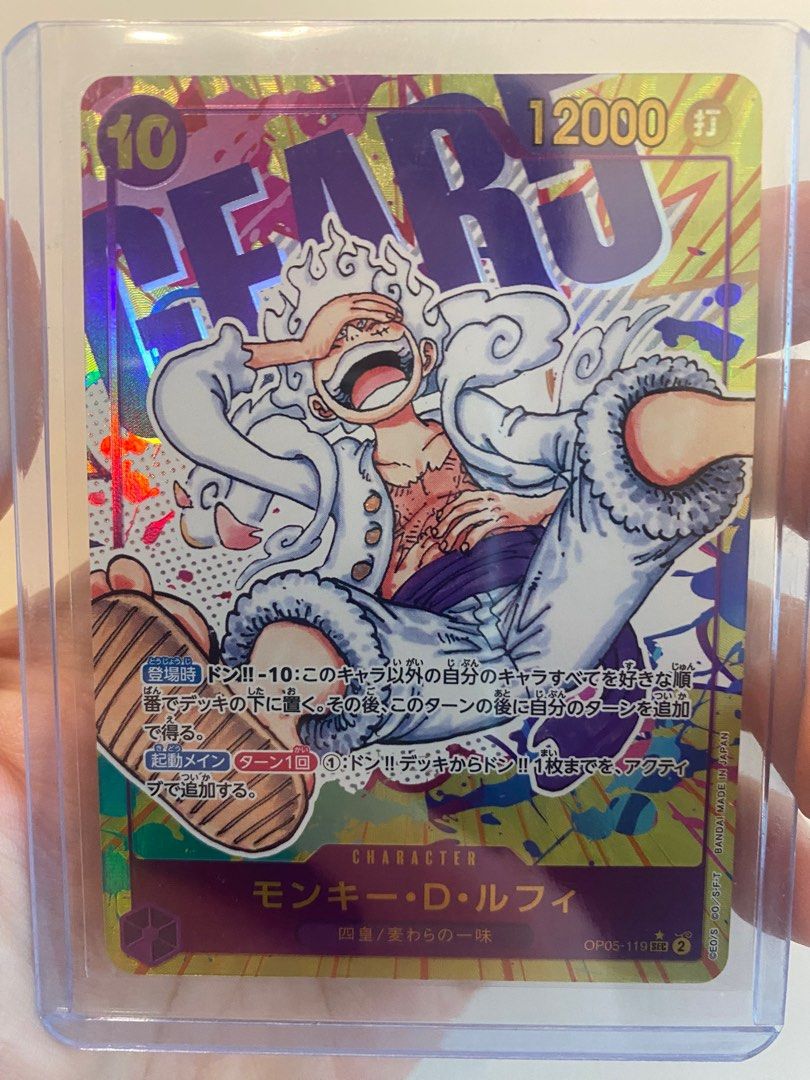 10
12000 打
GEAR5
登場時 ドン!!-10:このキャラ以外の自分のキャラすべてを好きな順
番でデッキの下に置く。その後、このターンの後に自分のターンを追加
で得る。
起動メイン ターン1回 ①:ドン!!デッキからドン!!1枚までを、アクティ
ブで追加する。
CHARACTER
モンキー・D・ルフィ
四皇/麦わらの一味
OP05-119 SEC 2
©E.O/S ©O/S・F・T BANDAI MADE IN JAPAN